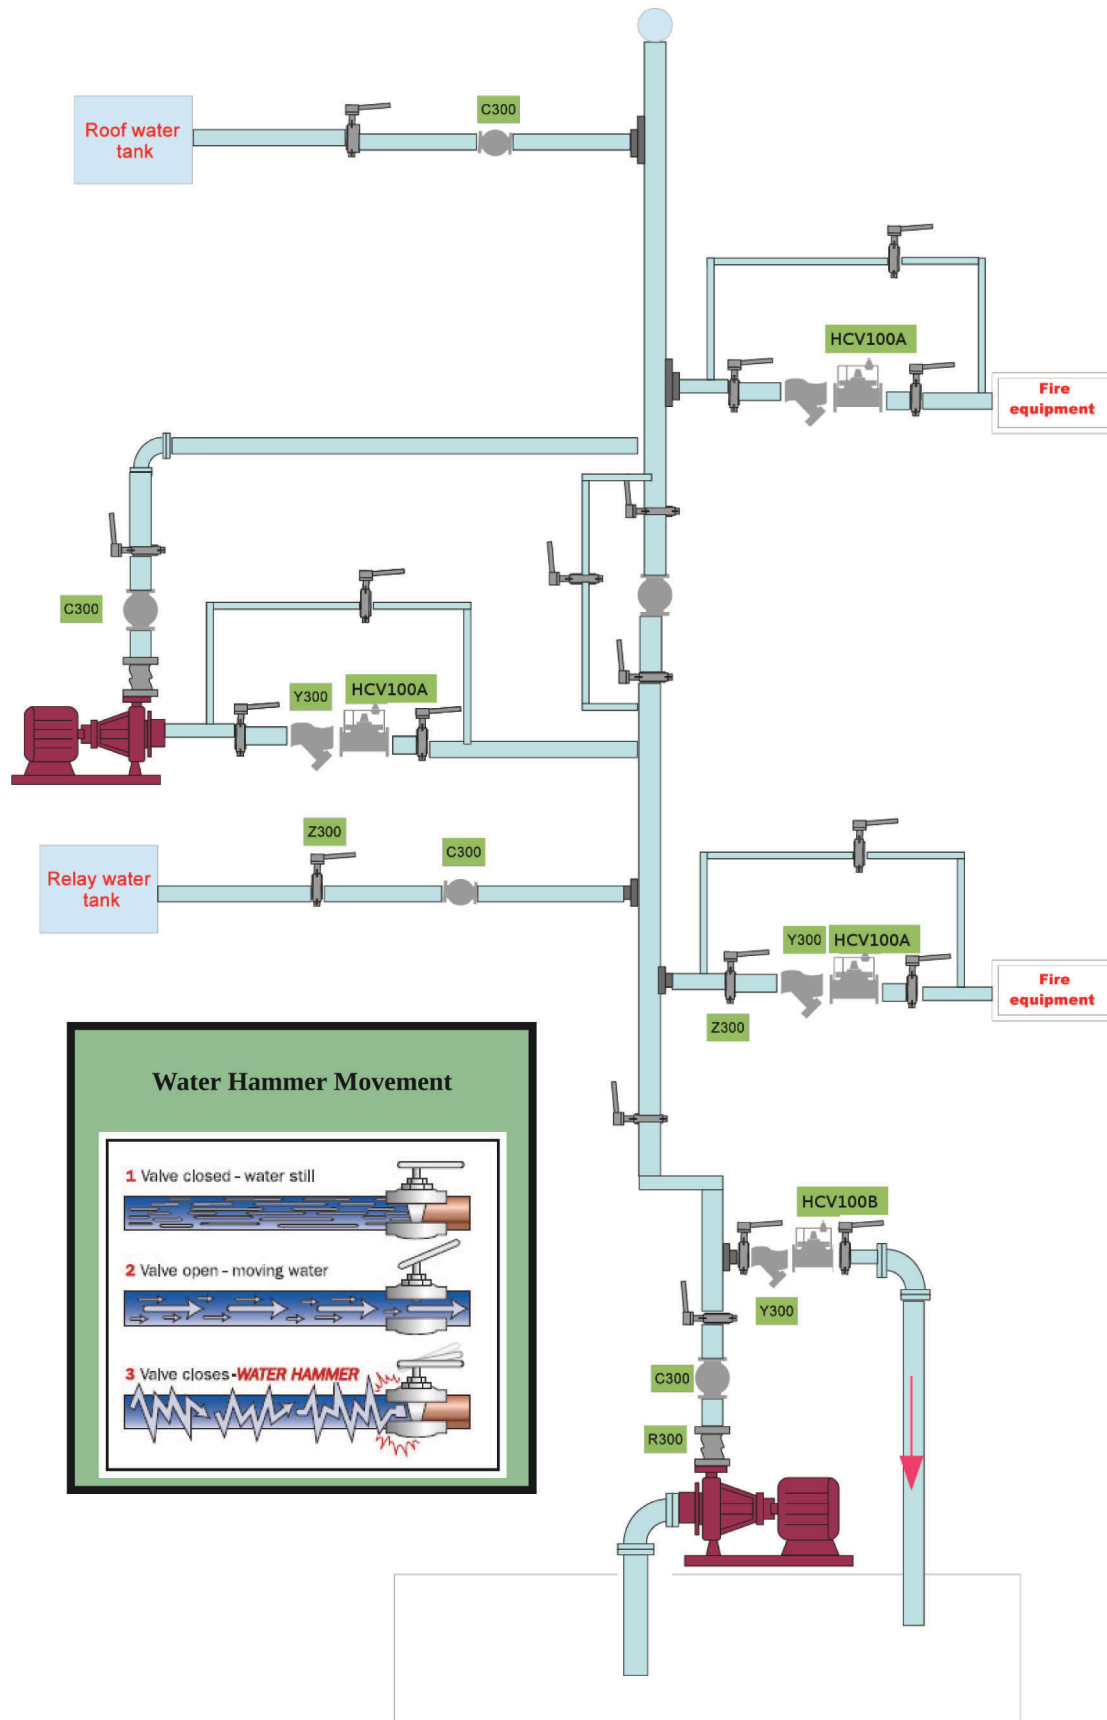 C300
Roof water
tank
HCV100A
Fire
equipment
C300
Y300
HCV100A
Z300
C300
Relay water
tank
Y300
HCV100A
Fire
equipment
Z300
Water Hammer Movement
1 Valve closed - water still
2 Valve open - moving water
3 Valve closes - WATER HAMMER
HCV100B
Y300
C300
R300